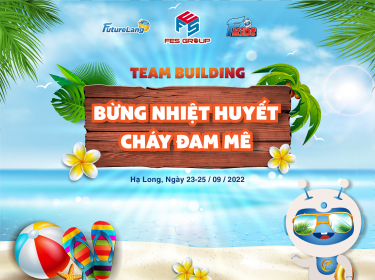 FutureLang
FES GROUP
TEAM BUILDING
BỪNG NHIỆT HUYẾT
CHÁY ĐAM MÊ
Hạ Long, Ngày 23-25 / 09 / 2022